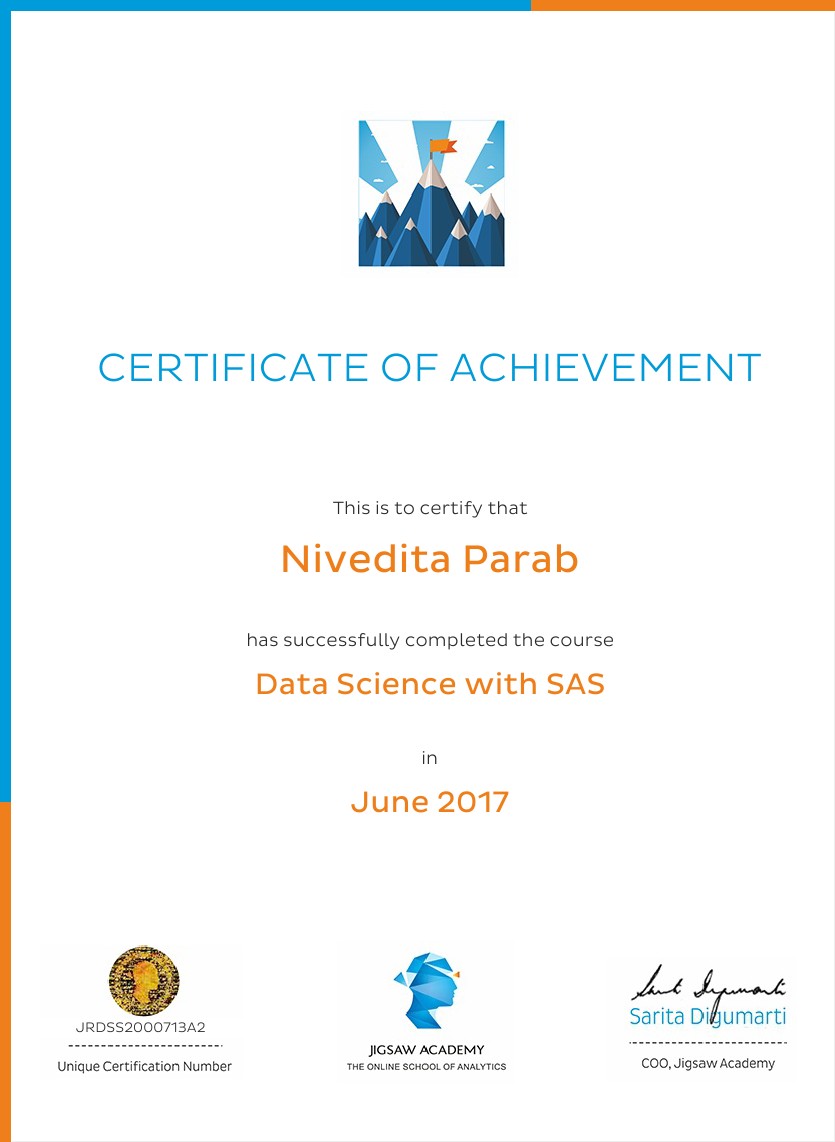 CERTIFICATE OF ACHIEVEMENT
This is to certify that
Nivedita Parab
has successfully completed the course
Data Science with SAS
in
June 2017
JRDSS2000713A2
Unique Certification Number
JIGSAW ACADEMY
THE ONLINE SCHOOL OF ANALYTICS
Sarita Digumarti
Sarita Digumarti
COO, Jigsaw Academy